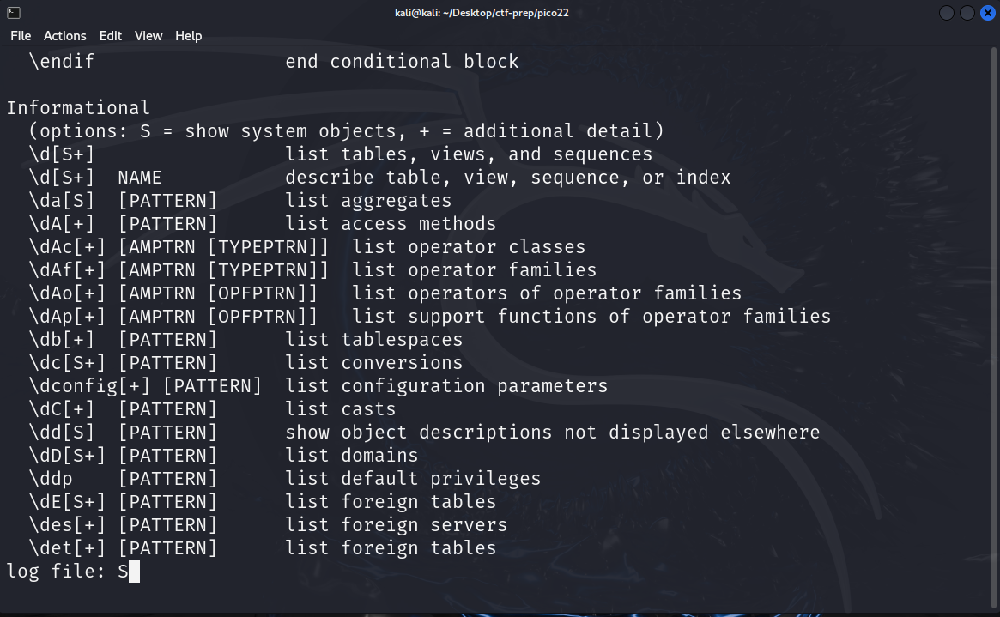 kali@kali: ~/Desktop/ctf-prep/pico22
File Actions Edit View Help
\endif end conditional block
Informational
(options: S = show system objects, + = additional detail)
\d[S+] list tables, views, and sequences
\d[S+] NAME describe table, view, sequence, or index
\da[S] [PATTERN] list aggregates
\dA[+] [PATTERN] list access methods
\dAc[+] [AMPTRN [TYPEPTRN]] list operator classes
\dAf[+] [AMPTRN [TYPEPTRN]] list operator families
\dAo[+] [AMPTRN [OPFPTRN]] list operators of operator families
\dAp[+] [AMPTRN [OPFPTRN]] list support functions of operator families
\db[+] [PATTERN] list tablespaces
\dc[S+] [PATTERN] list conversions
\dconfig[+] [PATTERN] list configuration parameters
\dC[+] [PATTERN] list casts
\dd[S] [PATTERN] show object descriptions not displayed elsewhere
\dD[S+] [PATTERN] list domains
\ddp [PATTERN] list default privileges
\dE[S+] [PATTERN] list foreign tables
\des[+] [PATTERN] list foreign servers
\det[+] [PATTERN] list foreign tables
log file: S